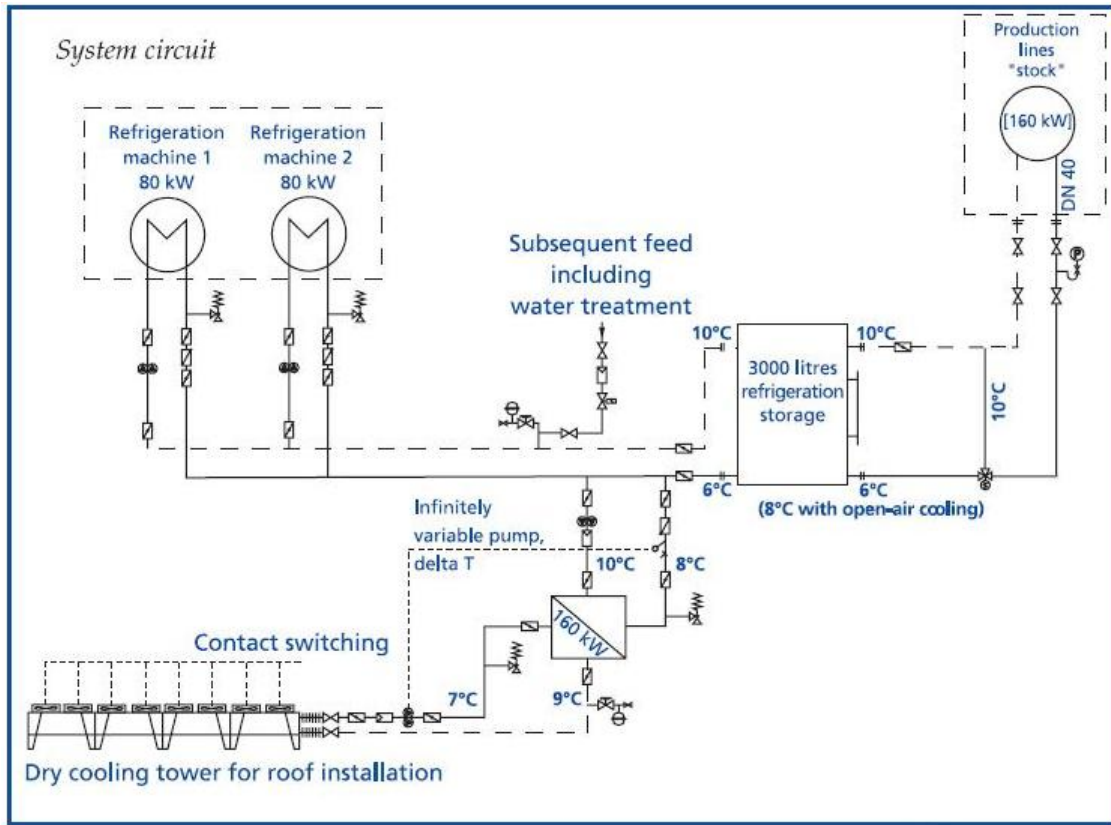 System circuit
Production
lines
"stock"
[160 kW]
DN 40
Refrigeration
machine 1
80 kW
Refrigeration
machine 2
80 kW
Subsequent feed
including
water treatment
10°C
10°C
3000 litres
refrigeration
storage
10°C
6°C
6°C
(8°C with open-air cooling)
Infinitely
variable pump,
delta T
10°C
8°C
160 kW
Contact switching
7°C
9°C
Dry cooling tower for roof installation